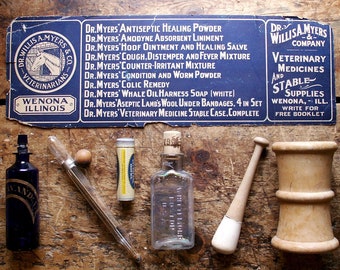 DR. WILLIS A. MYERS & CO.
VETERINARIANS
WENONA,
ILLINOIS
DR. MYERS' ANTISEPTIC HEALING POWDER
DR. MYERS' ANODYNE ABSORBENT LINIMENT
DR. MYERS' HOOF OINTMENT AND HEALING SALVE
DR. MYERS' COUGH, DISTEMPER AND FEVER MIXTURE
DR. MYERS' COUNTER-IRRITANT MIXTURE
DR. MYERS' CONDITION AND WORM POWDER
DR. MYERS' COLIC REMEDY
DR. MYERS' WHALE OIL HARNESS SOAP (WHITE)
DR. MYERS' ASEPTIC LAMB'S WOOL UNDER BANDAGES, 4 IN SET
DR. MYERS' VETERINARY MEDICINE STABLE CASE, COMPLETE
DR.
WILLIS A. MYERS
& COMPANY
VETERINARY
MEDICINES
AND
STABLE
SUPPLIES
WENONA, - ILL.
WRITE FOR
FREE BOOKLET